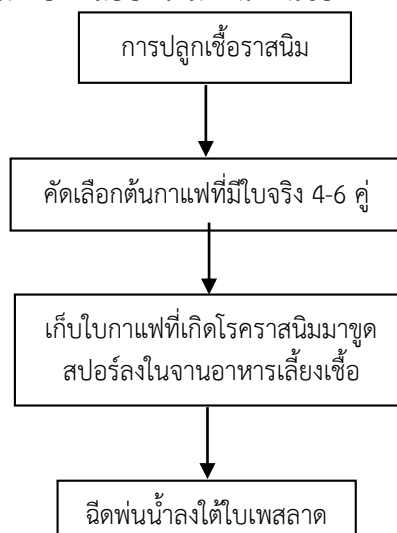 การปลูกเชื้อราสนิม
คัดเลือกต้นกาแฟที่มีใบจริง 4-6 คู่
เก็บใบกาแฟที่เกิดโรคราสนิมมาขูด
สปอร์ลงในจานอาหารเลี้ยงเชื้อ
ฉีดพ่นน้ำลงใต้ใบเพสลาด